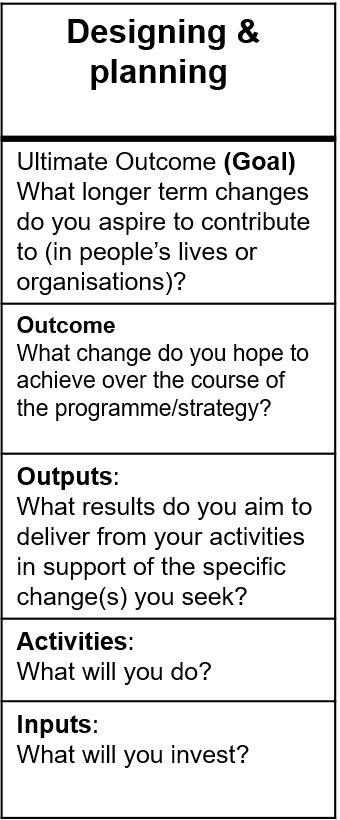 Designing &
planning
Ultimate Outcome (Goal)
What longer term changes
do you aspire to contribute
to (in people’s lives or
organisations)?
Outcome
What change do you hope to
achieve over the course of
the programme/strategy?
Outputs:
What results do you aim to
deliver from your activities
in support of the specific
change(s) you seek?
Activities:
What will you do?
Inputs:
What will you invest?